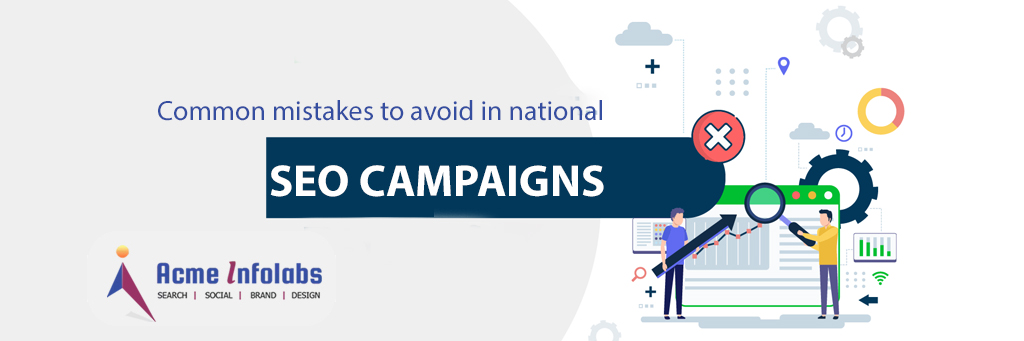 Common mistakes to avoid in national
SEO CAMPAIGNS
Acme Infolabs
SEARCH | SOCIAL | BRAND | DESIGN